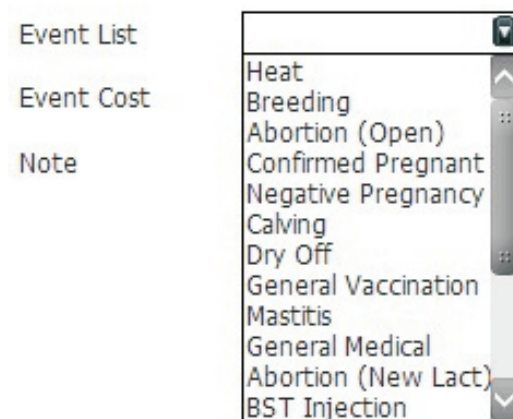 Event List
Event Cost
Note
Heat
Breeding
Abortion (Open)
Confirmed Pregnant
Negative Pregnancy
Calving
Dry Off
General Vaccination
Mastitis
General Medical
Abortion (New Lact)
BST Injection